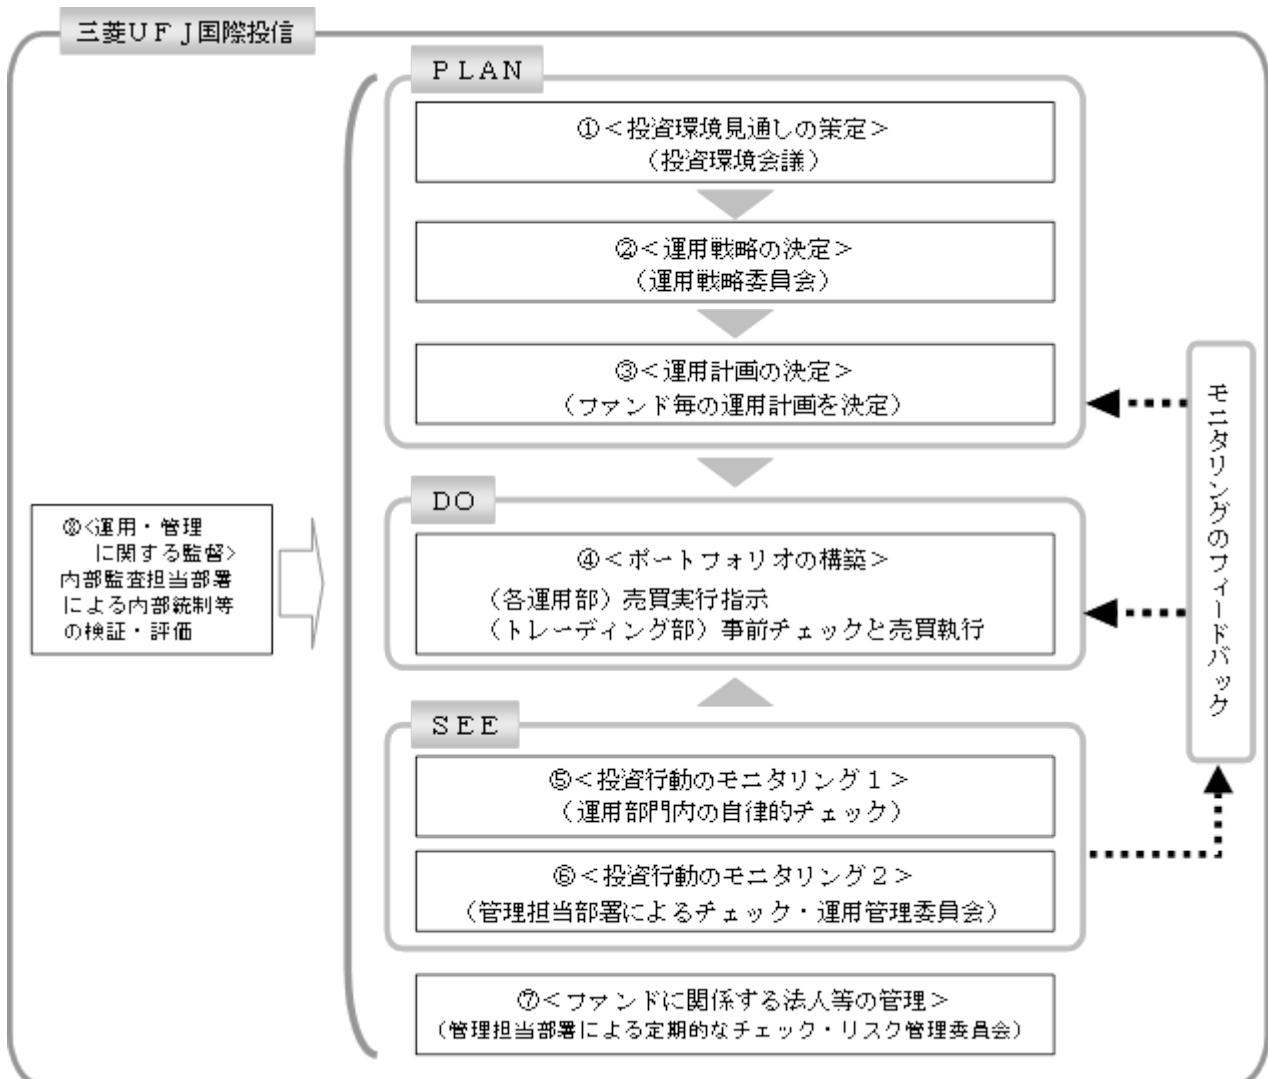 三菱UFJ国際投信
PLAN
①<投資環境見通しの策定>
(投資環境会議)
②<運用戦略の決定>
(運用戦略委員会)
③<運用計画の決定>
(ファンド毎の運用計画を決定)
DO
④<ポートフォリオの構築>
(各運用部)売買実行指示
(トレーディング部)事前チェックと売買執行
SEE
⑤<投資行動のモニタリング1>
(運用部門内の自律的チェック)
⑥<投資行動のモニタリング2>
(管理担当部署によるチェック・運用管理委員会)
⑦<ファンドに関係する法人等の管理>
(管理担当部署による定期的なチェック・リスク管理委員会)
⑧<運用・管理
に関する監督>
内部監査担当部署
による内部統制等
の検証・評価
モニタリングのフィードバック